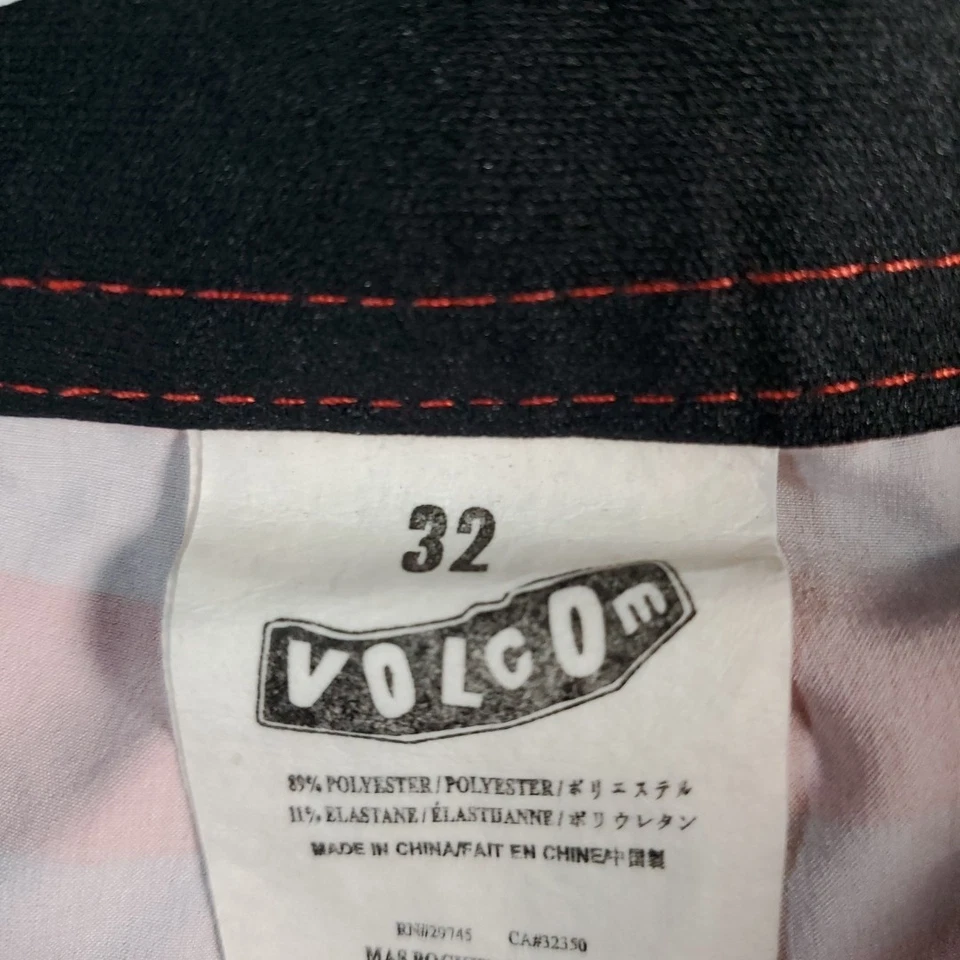 32
VOLCOM
89% POLYESTER/POLYESTER/ポリエステル
11% ELASTANE/ÉLASTHANNE/ポリウレタン
MADE IN CHINA/FAIT EN CHINE/中国製
RN#29745 CA#32350